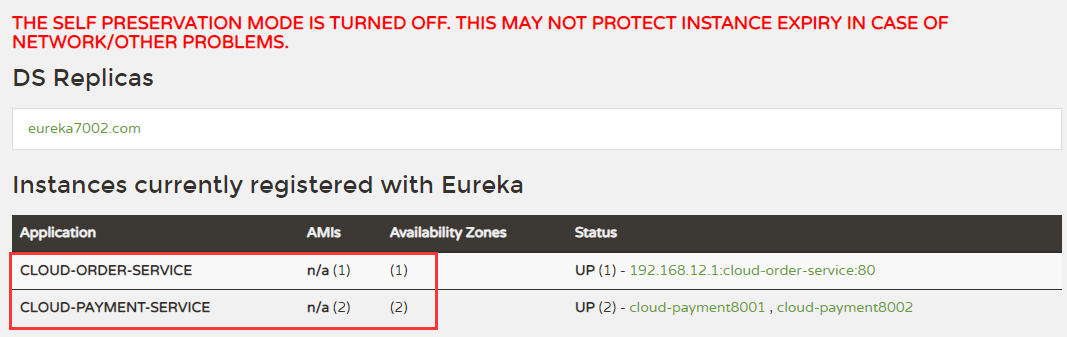 THE SELF PRESERVATION MODE IS TURNED OFF. THIS MAY NOT PROTECT INSTANCE EXPIRY IN CASE OF
NETWORK/OTHER PROBLEMS.
DS Replicas
eureka7002.com
Instances currently registered with Eureka
Application AMIs Availability Zones Status
CLOUD-ORDER-SERVICE n/a (1) (1) UP (1) - 192.168.12.1:cloud-order-service:80
CLOUD-PAYMENT-SERVICE n/a (2) (2) UP (2) - cloud-payment8001 , cloud-payment8002